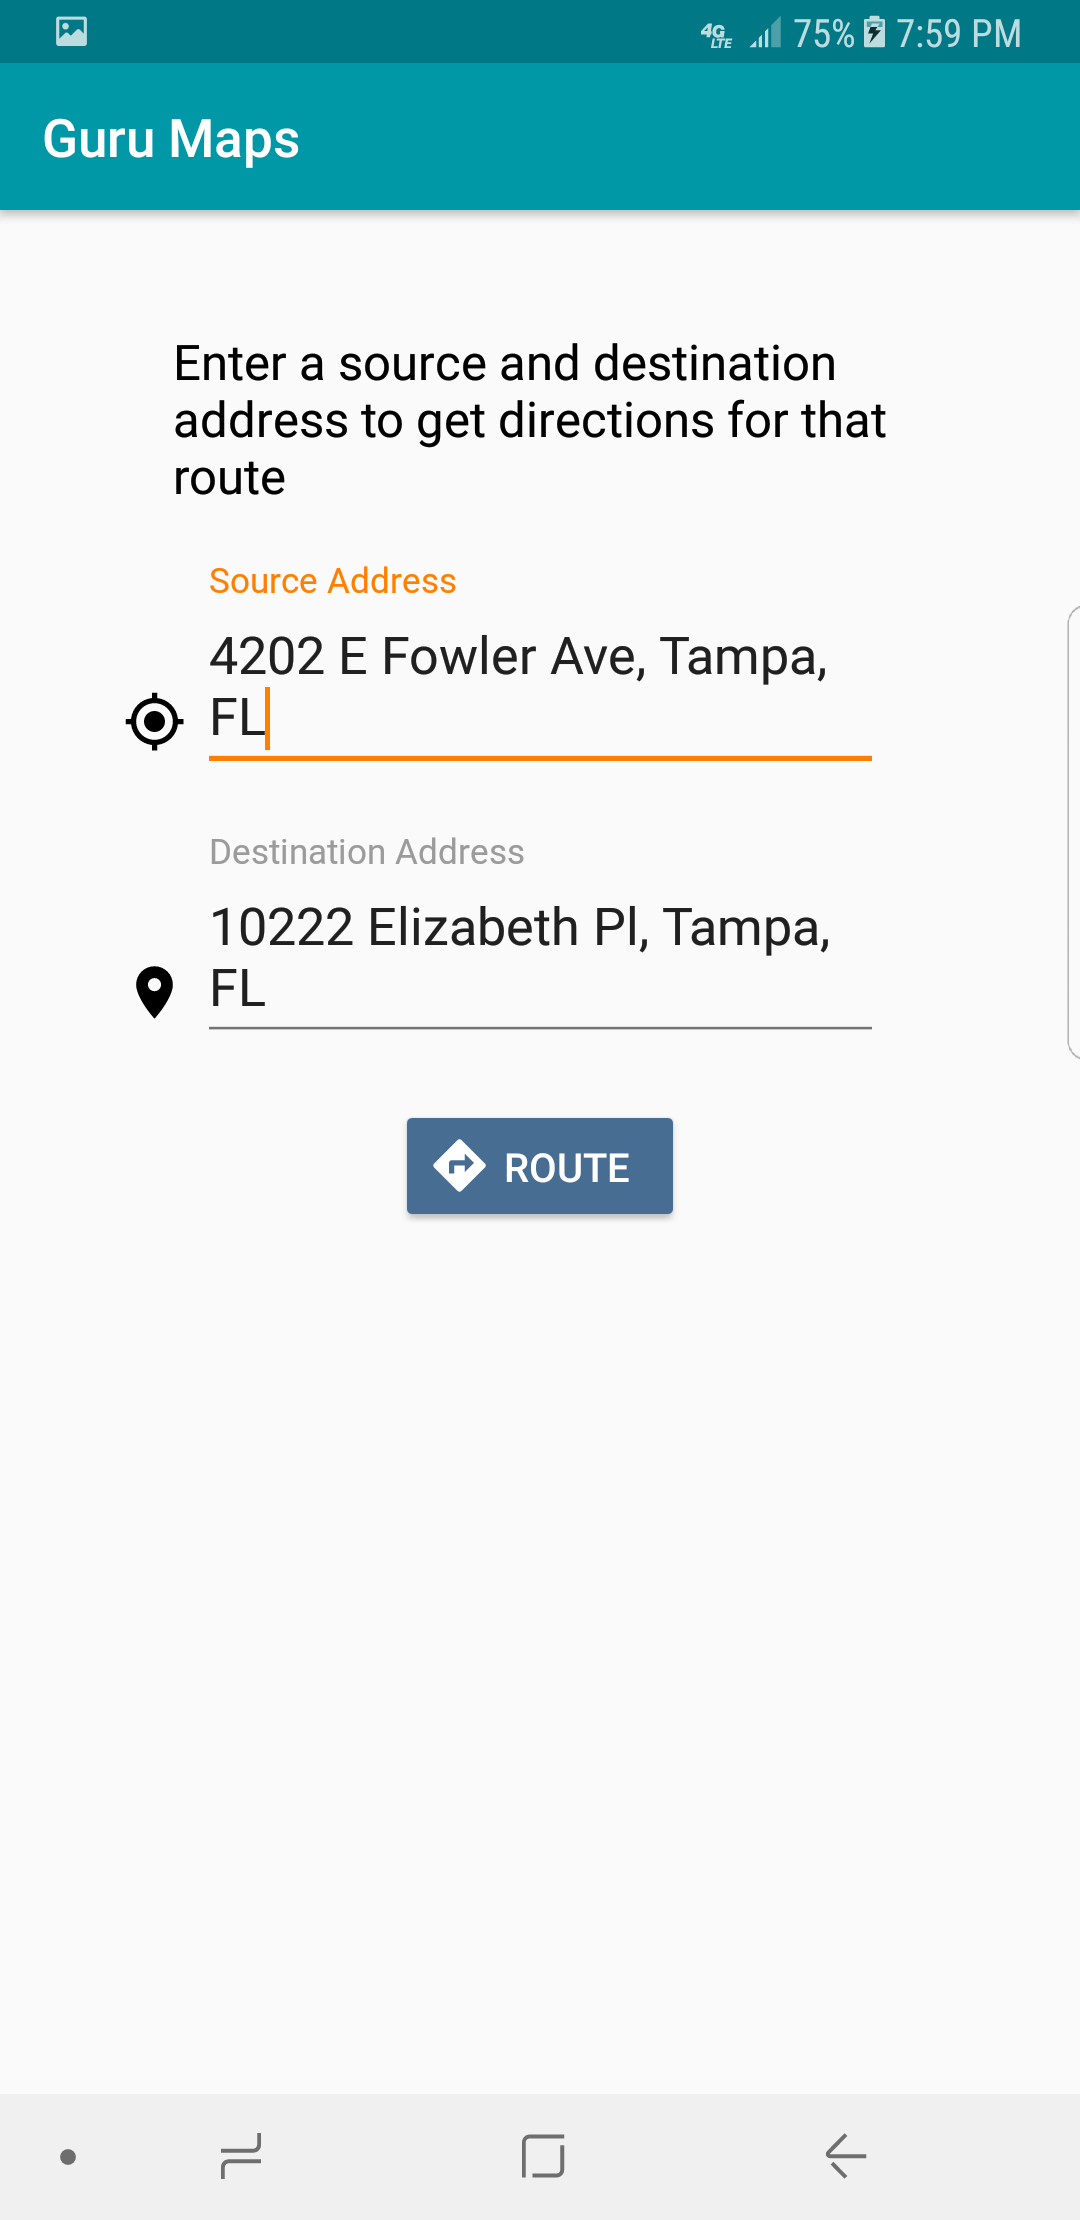 4G LTE 75% 7:59 PM
Guru Maps
Enter a source and destination
address to get directions for that
route
Source Address
4202 E Fowler Ave, Tampa,
FL
Destination Address
10222 Elizabeth Pl, Tampa,
FL
ROUTE